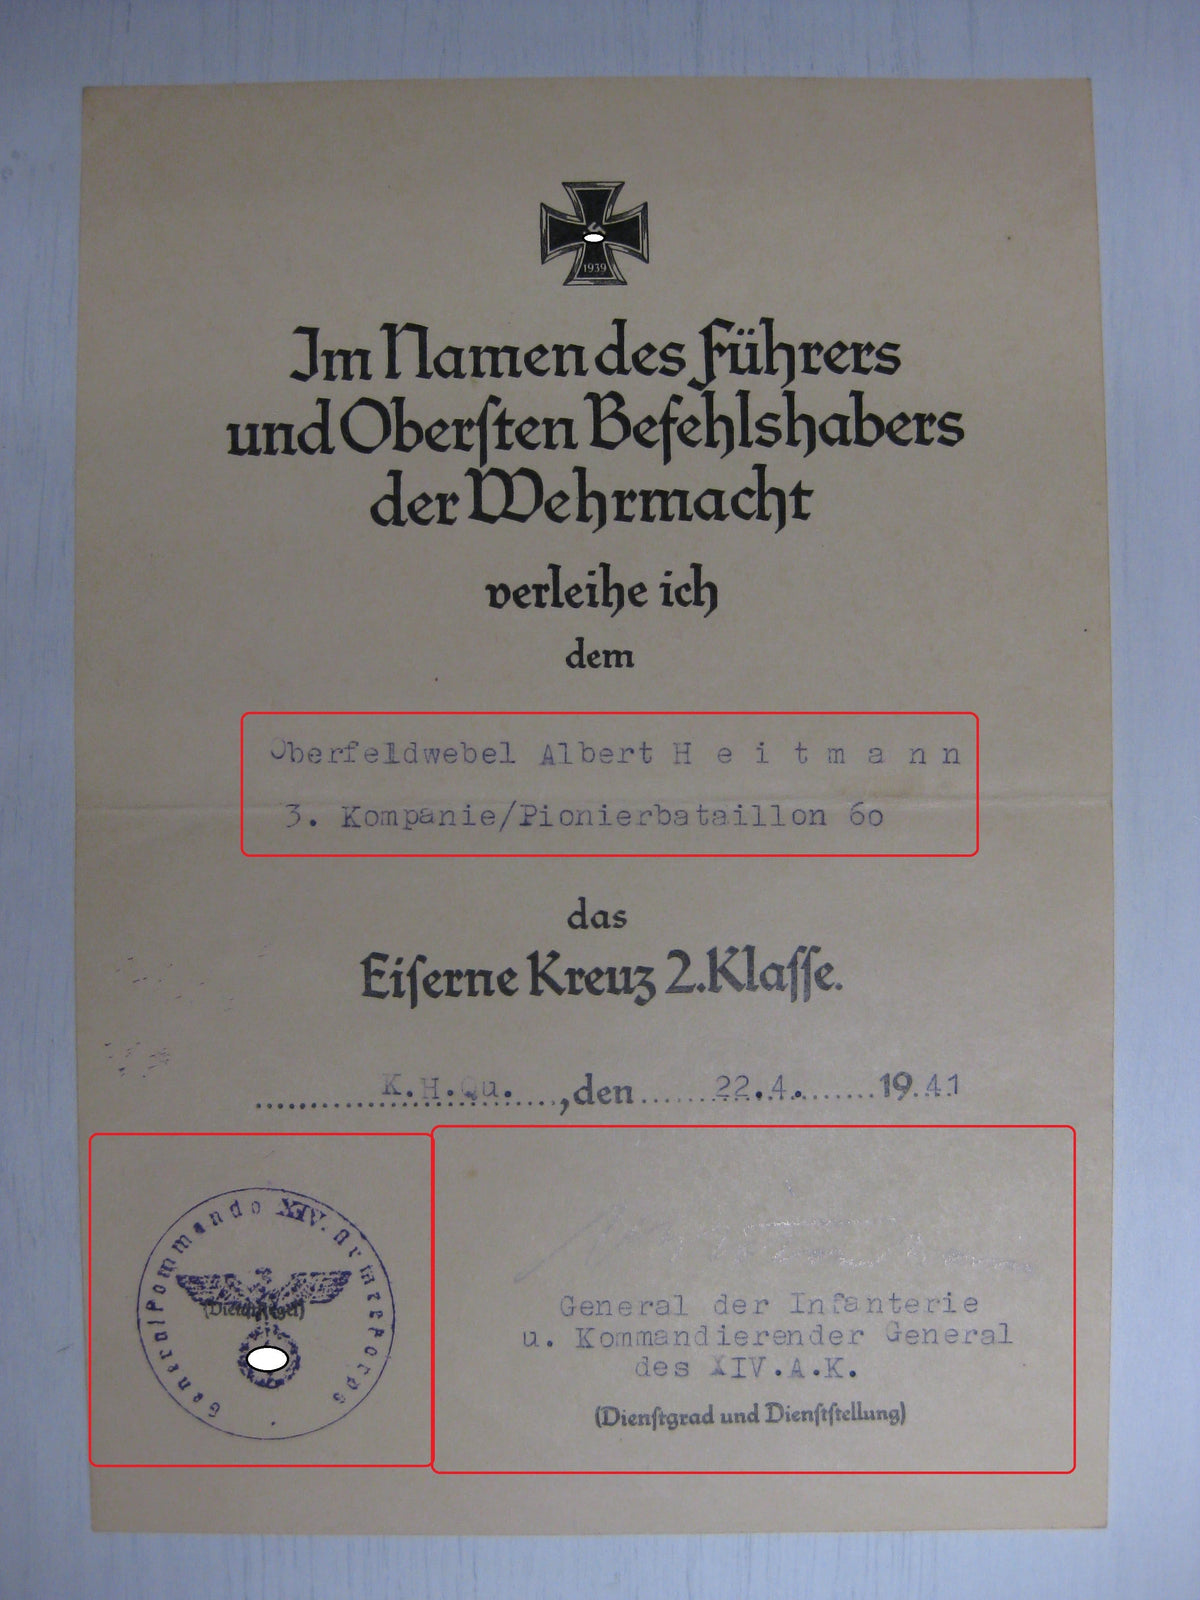 1939
Im Namen des Führers
und Oberſten Befehlshabers
der Wehrmacht
verleihe ich
dem
Oberfeldwebel Albert H e i t m a n n
3. Kompanie/Pionierbataillon 6o
das
Eiſerne Kreuz 2.Klaſſe.
K.H.Qu. , den 22.4. 1941
Generalkommando XIV. Armeekorps
(Dienſtſiegel)
General der Infanterie
u. Kommandierender General
des XIV.A.K.
(Dienſtgrad und Dienſtſtellung)